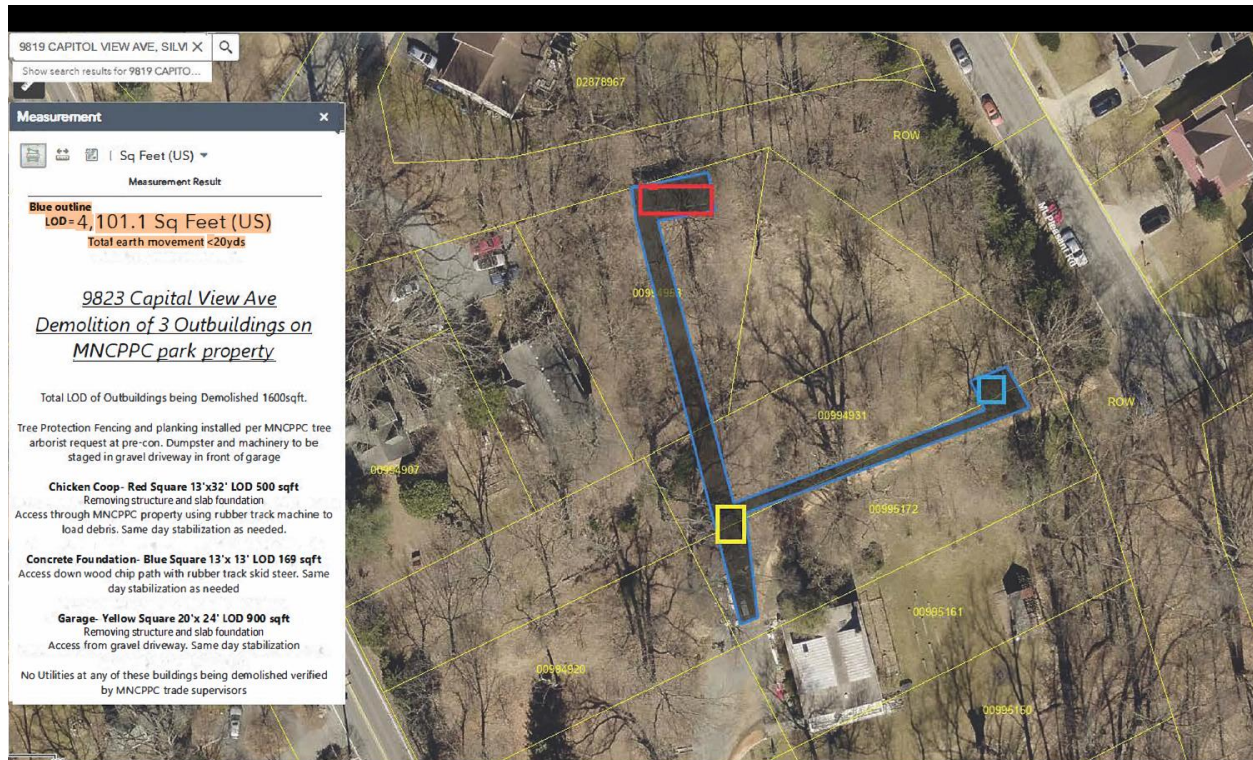 9819 CAPITOL VIEW AVE, SILVI
Show search results for 9819 CAPITO...
Measurement
Sq Feet (US)
Measurement Result
Blue outline
LOD = 4,101.1 Sq Feet (US)
Total earth movement <20yds
9823 Capital View Ave
Demolition of 3 Outbuildings on
MNCPPC park property
Total LOD of Outbuildings being Demolished 1600sqft.
Tree Protection Fencing and planking installed per MNCPPC tree
arborist request at pre-con. Dumpster and machinery to be
staged in gravel driveway in front of garage
Chicken Coop- Red Square 13'x32' LOD 500 sqft
Removing structure and slab foundation
Access through MNCPPC property using rubber track machine to
load debris. Same day stabilization as needed.
Concrete Foundation- Blue Square 13'x 13' LOD 169 sqft
Access down wood chip path with rubber track skid steer. Same
day stabilization as needed
Garage- Yellow Square 20'x 24' LOD 900 sqft
Removing structure and slab foundation
Access from gravel driveway. Same day stabilization
No Utilities at any of these buildings being demolished verified
by MNCPPC trade supervisors
02878967
ROW
00994931
ROW
00994907
00995172
00995161
00994920
00995150